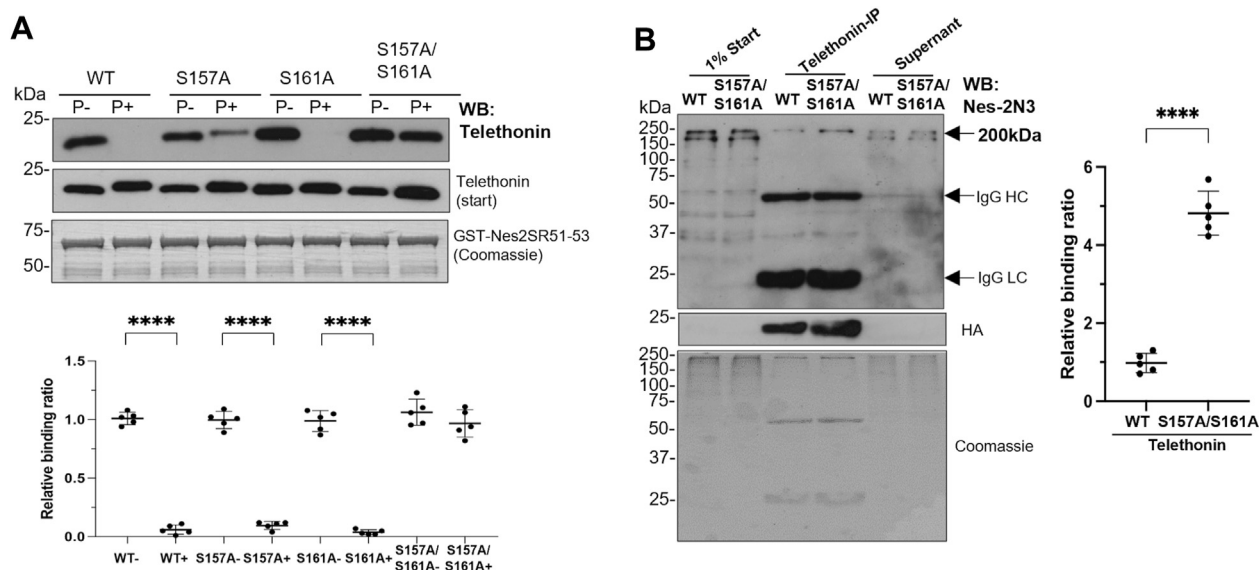 A
WT
S157A
S161A
S157A/
S161A
kDa
P- P+ P- P+ P- P+ P- P+
WB:
25-
Telethonin
25
Telethonin
(start)
75-
GST-Nes2SR51-53
(Coomassie)
50-
**** **** ****
Relative binding ratio
1.5
1.0
0.5
0.0
WT- WT+ S157A- S157A+ S161A- S161A+ S157A/ S157A/
S161A- S161A+
B
1% Start
Telethonin-IP
Supernant
S157A/ S157A/ S157A/
WT S161A WT S161A WT S161A
WB:
Nes-2N3
kDa
250-
200kDa
150-
100-
75-
IgG HC
50-
37-
25-
IgG LC
25-
HA
250-
150-
100-
75-
50-
Coomassie
37-
25-
****
Relative binding ratio
6
4
2
0
WT S157A/S161A
Telethonin